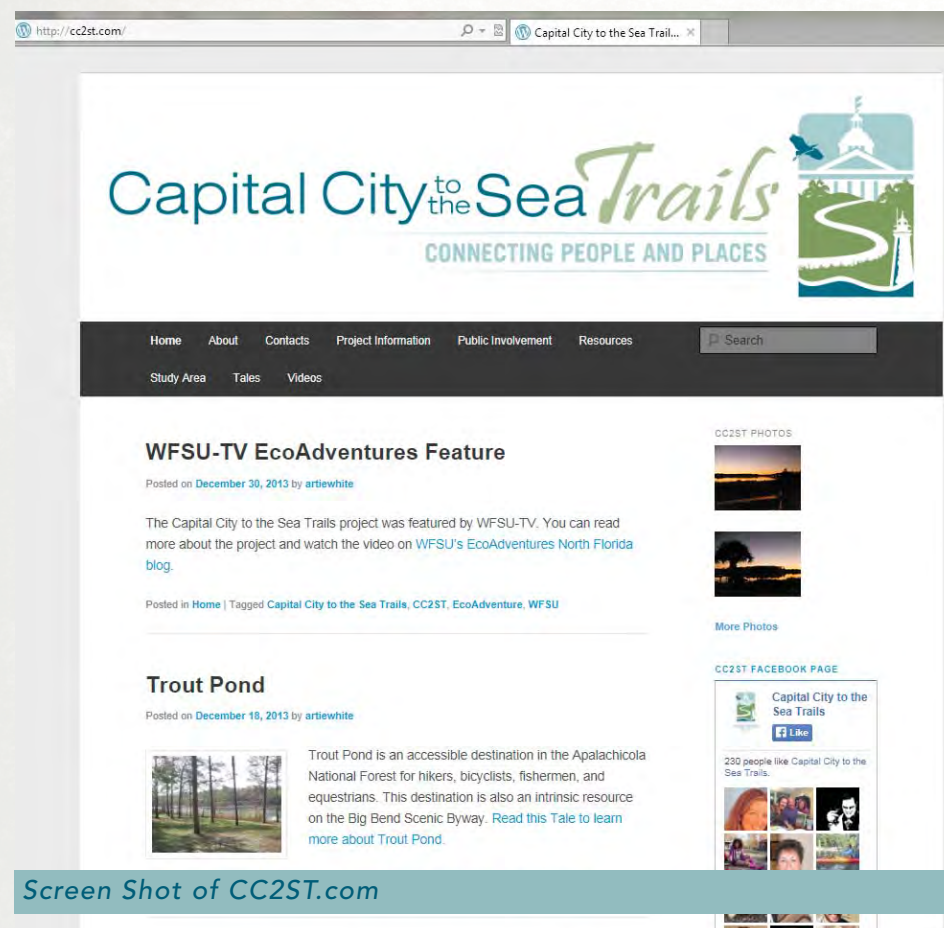 http://cc2st.com/
Capital City to the Sea Trail...
Capital City to the Sea Trails
CONNECTING PEOPLE AND PLACES
Home About Contacts Project Information Public Involvement Resources
Search
Study Area Tales Videos
WFSU-TV EcoAdventures Feature
Posted on December 30, 2013 by artiewhite
The Capital City to the Sea Trails project was featured by WFSU-TV. You can read
more about the project and watch the video on WFSU's EcoAdventures North Florida
blog.
Posted in Home | Tagged Capital City to the Sea Trails, CC2ST, EcoAdventure, WFSU
Trout Pond
Posted on December 18, 2013 by artiewhite
Trout Pond is an accessible destination in the Apalachicola
National Forest for hikers, bicyclists, fishermen, and
equestrians. This destination is also an intrinsic resource
on the Big Bend Scenic Byway. Read this Tale to learn
more about Trout Pond.
CC2ST PHOTOS
More Photos
CC2ST FACEBOOK PAGE
Capital City to the
Sea Trails
Like
230 people like Capital City to the
Sea Trails.
Screen Shot of CC2ST.com